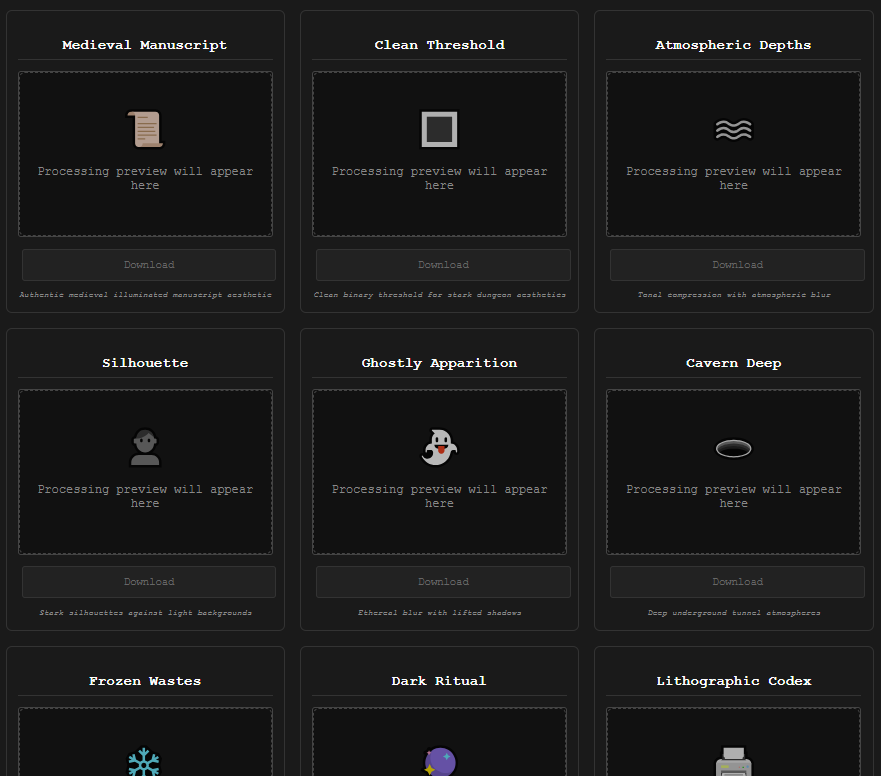 Medieval Manuscript
Clean Threshold
Atmospheric Depths
Processing preview will appear
here
Processing preview will appear
here
Processing preview will appear
here
Download
Download
Download
Authentic medieval illuminated manuscript aesthetic
Clean binary threshold for stark dungeon aesthetics
Tonal compression with atmospheric blur
Silhouette
Ghostly Apparition
Cavern Deep
Processing preview will appear
here
Processing preview will appear
here
Processing preview will appear
here
Download
Download
Download
Stark silhouettes against light backgrounds
Ethereal blur with lifted shadows
Deep underground tunnel atmospheres
Frozen Wastes
Dark Ritual
Lithographic Codex